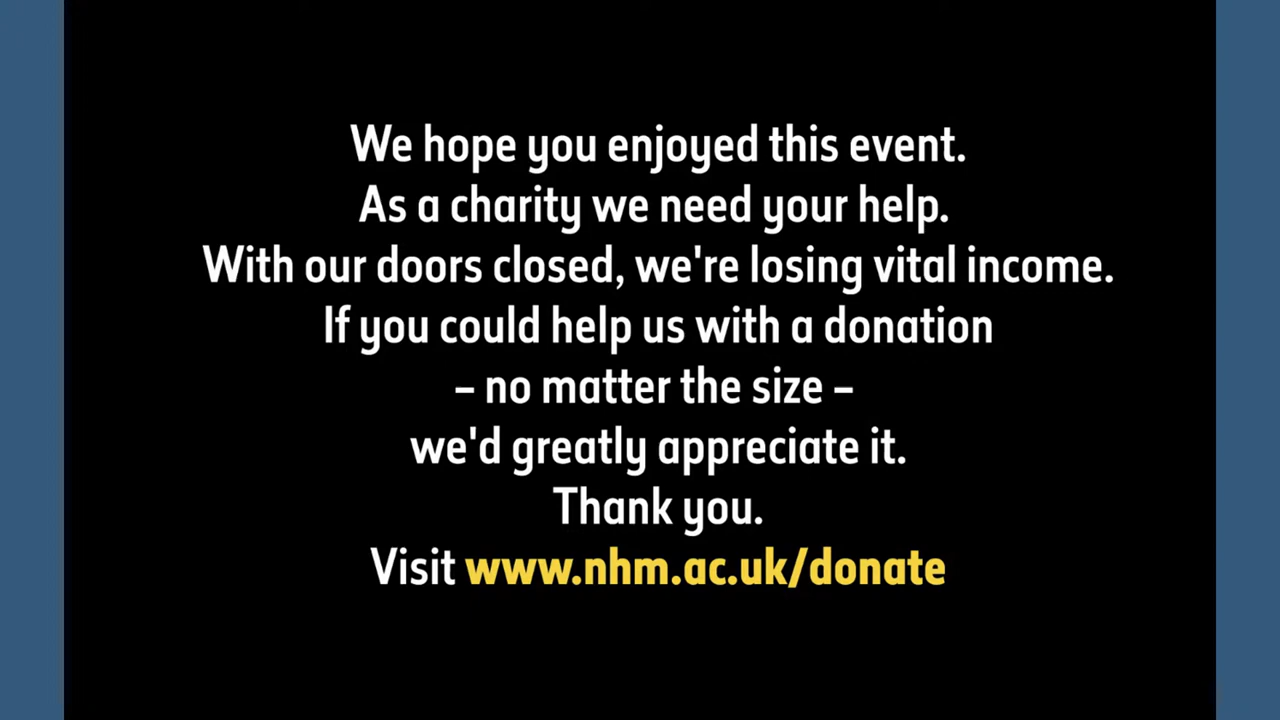 We hope you enjoyed this event.
As a charity we need your help.
With our doors closed, we're losing vital income.
If you could help us with a donation
– no matter the size –
we'd greatly appreciate it.
Thank you.
Visit www.nhm.ac.uk/donate